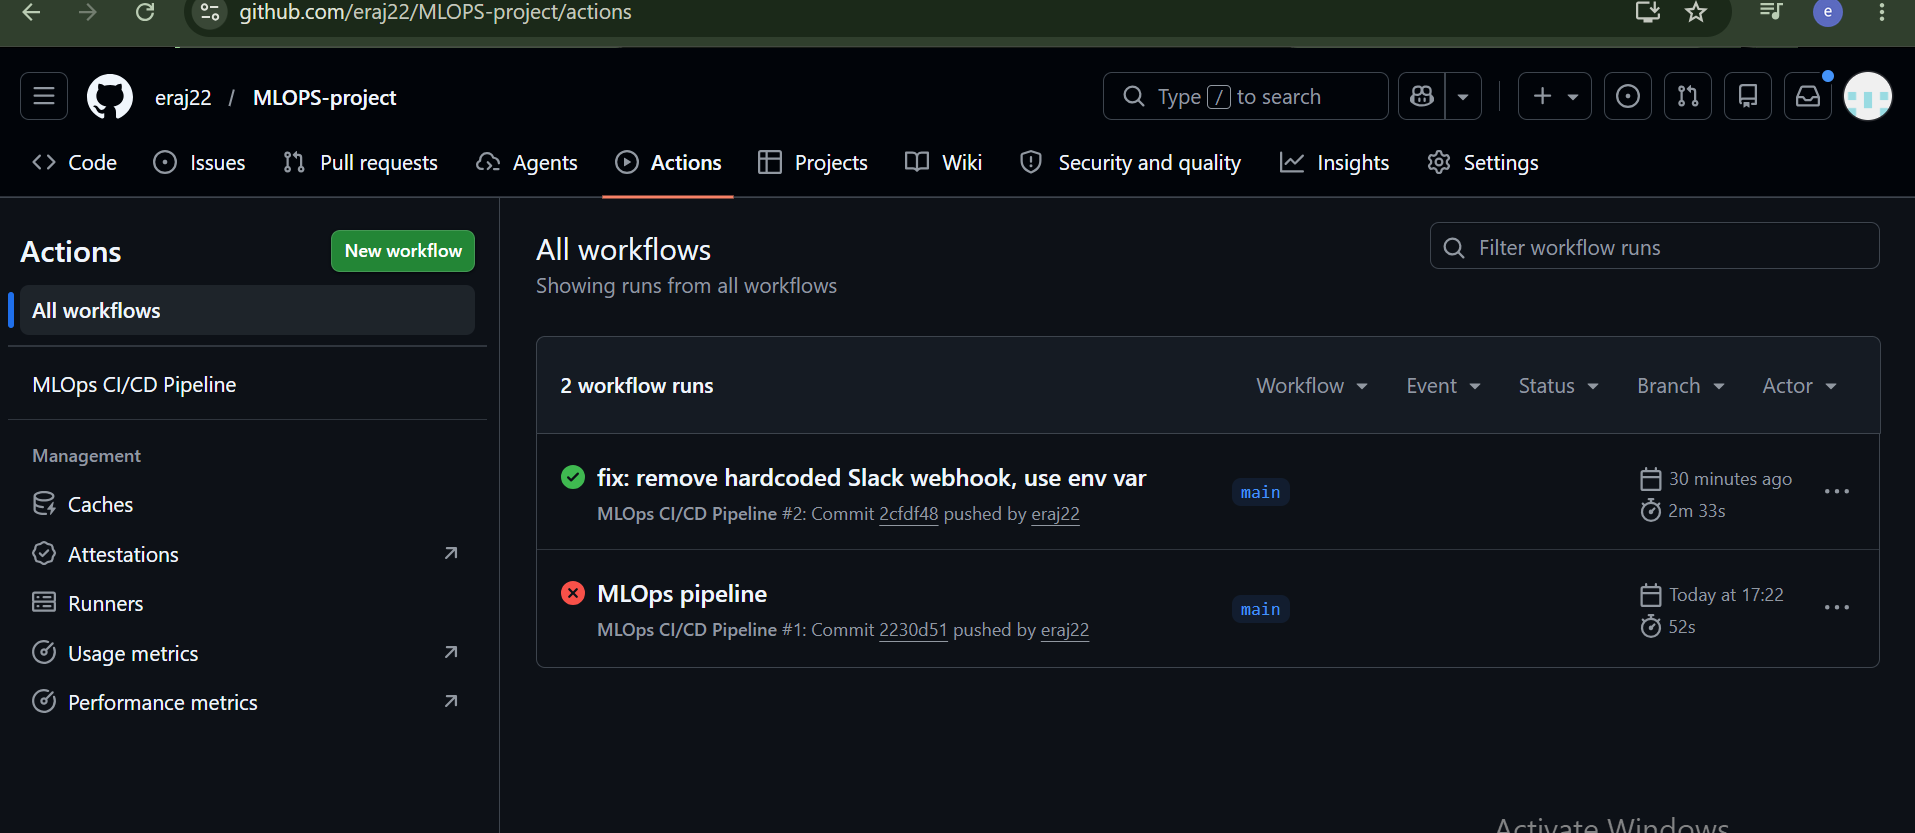 github.com/eraj22/MLOPS-project/actions
e
eraj22 / MLOPS-project
Type / to search
Code
Issues
Pull requests
Agents
Actions
Projects
Wiki
Security and quality
Insights
Settings
Actions
New workflow
All workflows
MLOps CI/CD Pipeline
Management
Caches
Attestations
Runners
Usage metrics
Performance metrics
All workflows
Showing runs from all workflows
Filter workflow runs
2 workflow runs
Workflow
Event
Status
Branch
Actor
fix: remove hardcoded Slack webhook, use env var
MLOps CI/CD Pipeline #2: Commit 2cfdf48 pushed by eraj22
main
30 minutes ago
2m 33s
MLOps pipeline
MLOps CI/CD Pipeline #1: Commit 2230d51 pushed by eraj22
main
Today at 17:22
52s
Activate Windows